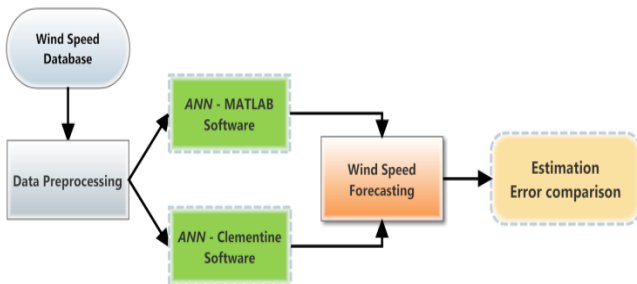 Wind Speed
Database
Data Preprocessing
ANN - MATLAB
Software
ANN - Clementine
Software
Wind Speed
Forecasting
Estimation
Error comparison